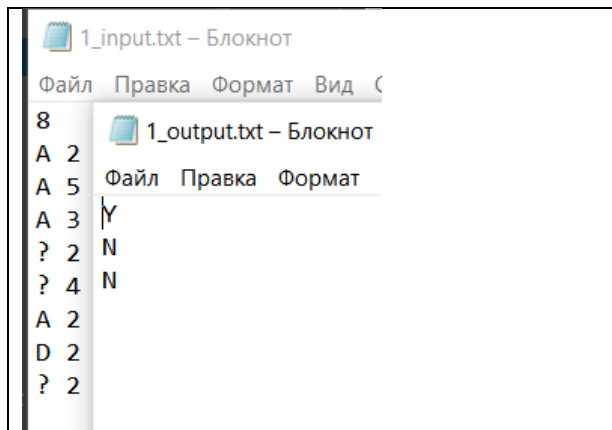 1_input.txt – Блокнот
Файл Правка Формат Вид
8
A 2
A 5
A 3
? 2
? 4
A 2
D 2
? 2
1_output.txt – Блокнот
Файл Правка Формат
Y
N
N